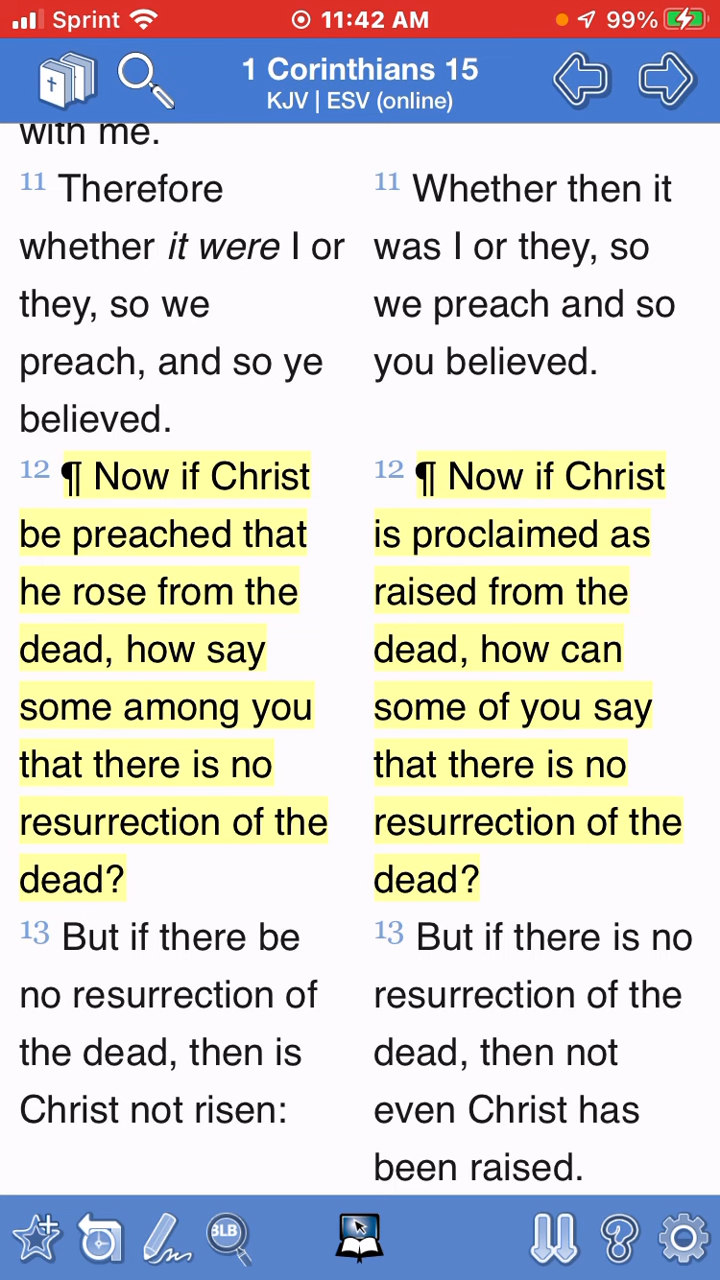 Sprint 11:42 AM 99%
1 Corinthians 15
KJV | ESV (online)
with me.
11 Therefore
whether it were I or
they, so we
preach, and so ye
believed.
12 ¶ Now if Christ
be preached that
he rose from the
dead, how say
some among you
that there is no
resurrection of the
dead?
13 But if there be
no resurrection of
the dead, then is
Christ not risen:
11 Whether then it
was I or they, so
we preach and so
you believed.
12 ¶ Now if Christ
is proclaimed as
raised from the
dead, how can
some of you say
that there is no
resurrection of the
dead?
13 But if there is no
resurrection of the
dead, then not
even Christ has
been raised.
BLB